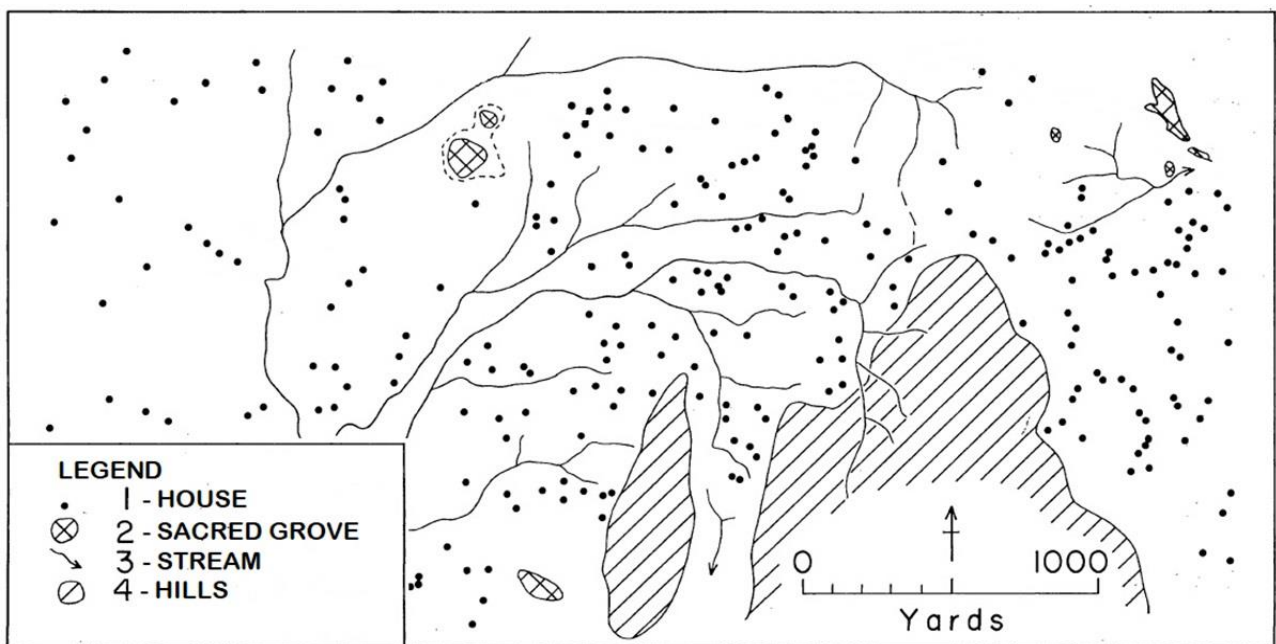 LEGEND
1 - HOUSE
2 - SACRED GROVE
3 - STREAM
4 - HILLS
0 1000
Yards